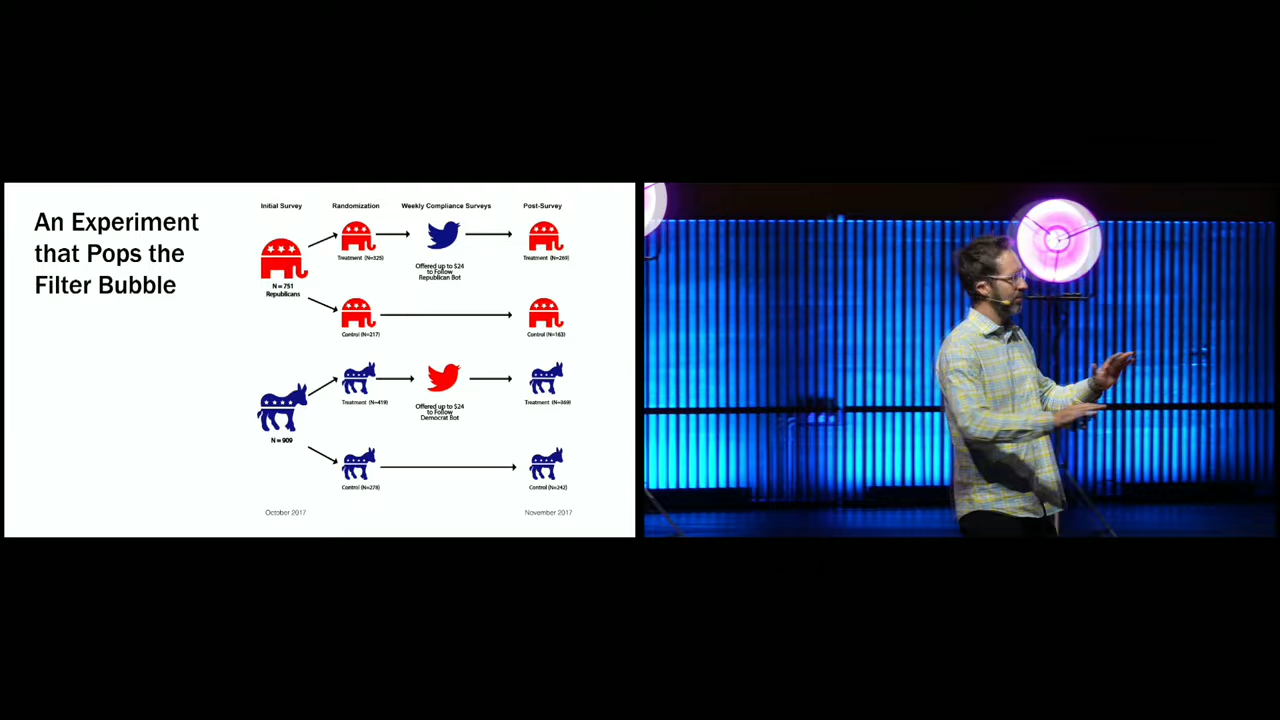 An Experiment
that Pops the
Filter Bubble
Initial Survey
Randomization
Weekly Compliance Surveys
Post-Survey
N = 751
Republicans
Treatment (N=325)
Offered up to $24
to Follow
Republican Bot
Treatment (N=269)
Control (N=217)
Control (N=163)
N = 909
Treatment (N=419)
Offered up to $24
to Follow
Democrat Bot
Treatment (N=369)
Control (N=278)
Control (N=242)
October 2017
November 2017